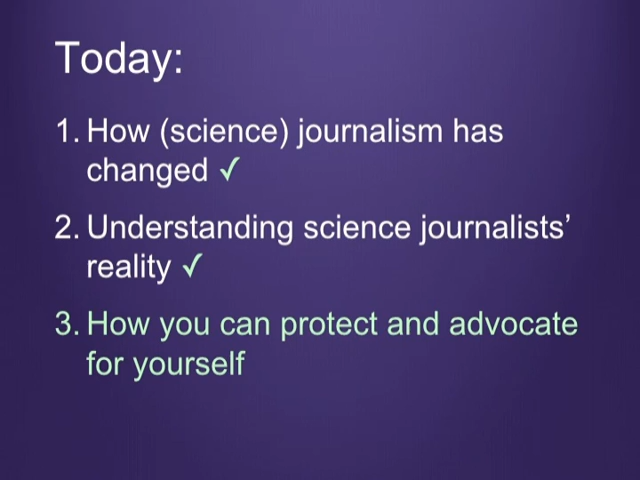 Today:
1. How (science) journalism has
changed ✓
2. Understanding science journalists’
reality ✓
3. How you can protect and advocate
for yourself